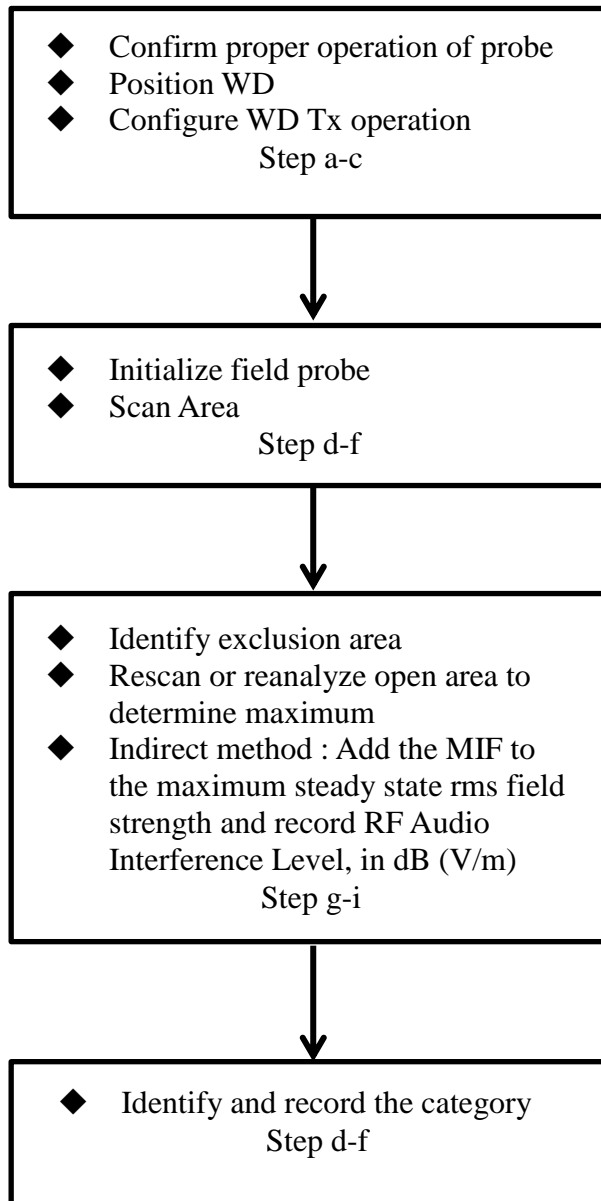 ◆ Confirm proper operation of probe
◆ Position WD
◆ Configure WD Tx operation
Step a-c
◆ Initialize field probe
◆ Scan Area
Step d-f
◆ Identify exclusion area
◆ Rescan or reanalyze open area to
determine maximum
◆ Indirect method : Add the MIF to
the maximum steady state rms field
strength and record RF Audio
Interference Level, in dB (V/m)
Step g-i
◆ Identify and record the category
Step d-f